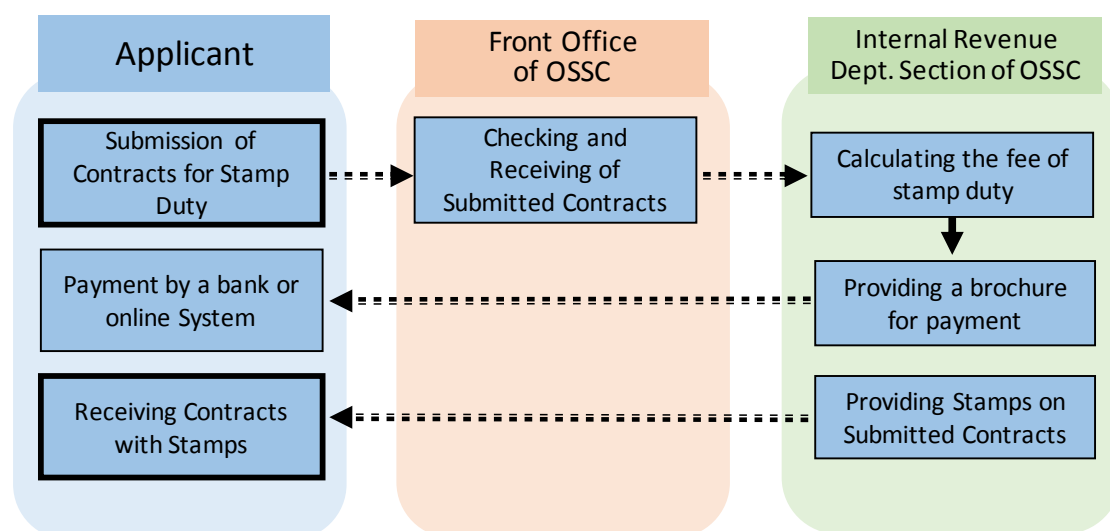 Applicant
Front Office
of OSSC
Internal Revenue
Dept. Section of OSSC
Submission of
Contracts for Stamp
Duty
Checking and
Receiving of
Submitted Contracts
Calculating the fee of
stamp duty
Payment by a bank or
online System
Providing a brochure
for payment
Receiving Contracts
with Stamps
Providing Stamps on
Submitted Contracts